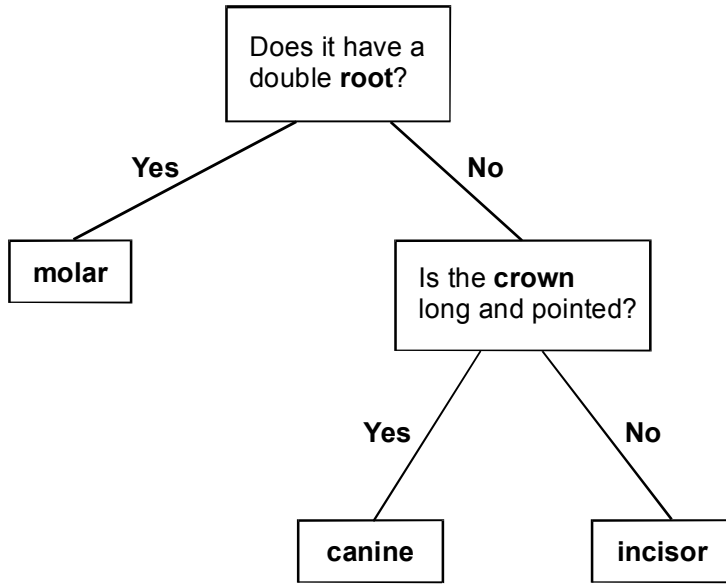 Does it have a
double root?
Yes
No
molar
Is the crown
long and pointed?
Yes
No
canine
incisor